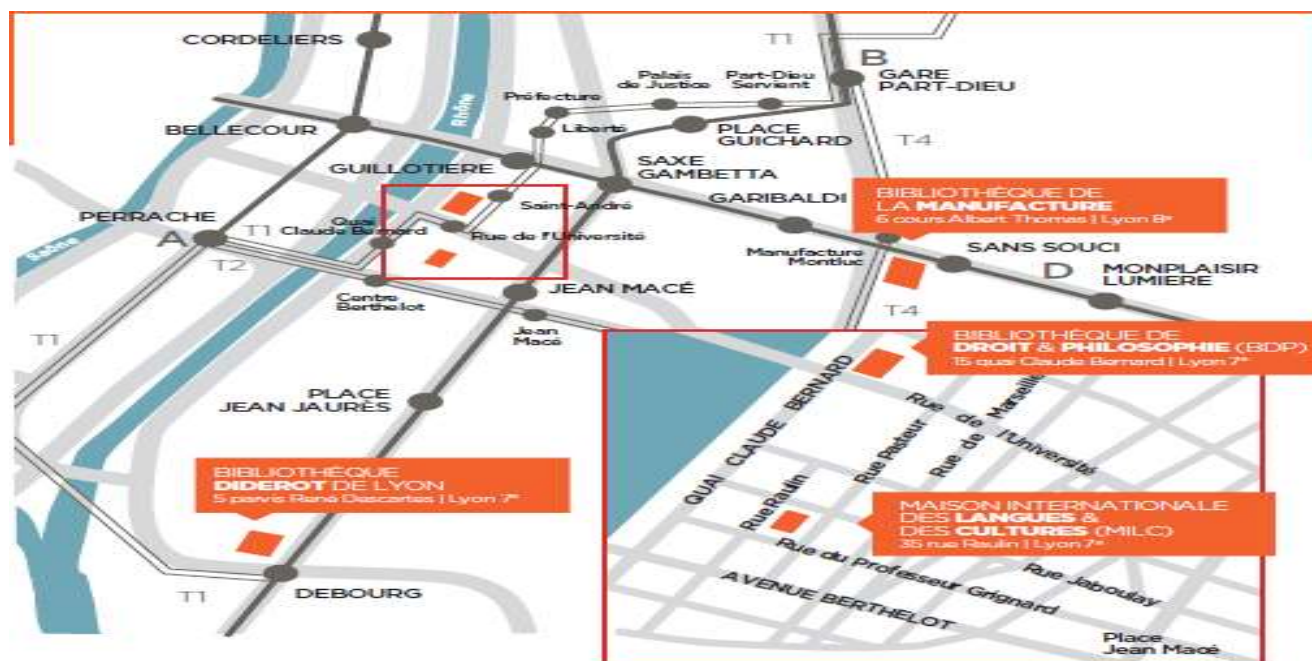 CORDELIERS
T1
B
GARE
PART-DIEU
Palais
de Justice
Part-Dieu
Servient
Préfecture
Rhône
BELLECOUR
Liberté
PLACE
GUICHARD
T4
GUILLOTIERE
SAXE
GAMBETTA
GARIBALDI
BIBLIOTHÈQUE DE
LA MANUFACTURE
6 cours Albert Thomas | Lyon 8e
PERRACHE
A
T1
Quai
Claude Bernard
Saint-André
Rue de l'Université
Rhône
T2
Manufacture
Montluc
SANS SOUCI
D
MONPLAISIR
LUMIERE
Centre
Berthelot
JEAN MACÉ
Jean
Macé
T4
T1
BIBLIOTHÈQUE DE
DROIT & PHILOSOPHIE (BDP)
15 quai Claude Bernard | Lyon 7e
PLACE
JEAN JAURÈS
QUAI CLAUDE BERNARD
Rue Pasteur
Rue de Marseille
Rue de l'Université
BIBLIOTHÈQUE
DIDEROT DE LYON
5 parvis René Descartes | Lyon 7e
Rue Raulin
MAISON INTERNATIONALE
DES LANGUES &
DES CULTURES (MILC)
35 rue Raulin | Lyon 7e
Rue du Professeur Grignard
Rue Jaboulay
AVENUE BERTHELOT
T1
DEBOURG
Place
Jean Macé